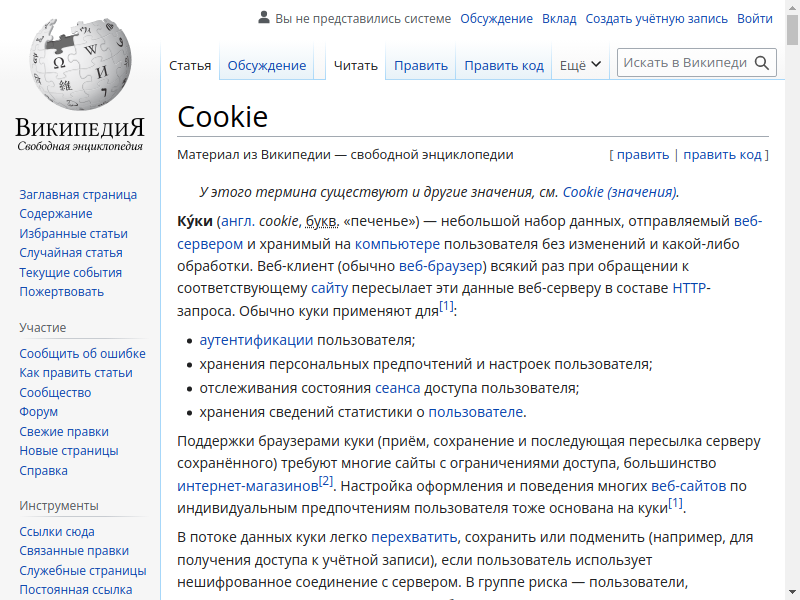 Вы не представились системе Обсуждение Вклад Создать учётную запись Войти
Статья Обсуждение Читать Править Править код Ещё Искать в Википеди
ВикипедиЯ
Свободная энциклопедия
Заглавная страница
Содержание
Избранные статьи
Случайная статья
Текущие события
Пожертвовать
Участие
Сообщить об ошибке
Как править статьи
Сообщество
Форум
Свежие правки
Новые страницы
Справка
Инструменты
Ссылки сюда
Связанные правки
Служебные страницы
Постоянная ссылка
Cookie
Материал из Википедии — свободной энциклопедии [ править | править код ]
У этого термина существуют и другие значения, см. Cookie (значения).
Ку́ки (англ. cookie, букв. «печенье») — небольшой набор данных, отправляемый веб-
сервером и хранимый на компьютере пользователя без изменений и какой-либо
обработки. Веб-клиент (обычно веб-браузер) всякий раз при обращении к
соответствующему сайту пересылает эти данные веб-серверу в составе HTTP-
запроса. Обычно куки применяют для[1]:
• аутентификации пользователя;
• хранения персональных предпочтений и настроек пользователя;
• отслеживания состояния сеанса доступа пользователя;
• хранения сведений статистики о пользователе.
Поддержки браузерами куки (приём, сохранение и последующая пересылка серверу
сохранённого) требуют многие сайты с ограничениями доступа, большинство
интернет-магазинов[2]. Настройка оформления и поведения многих веб-сайтов по
индивидуальным предпочтениям пользователя тоже основана на куки[1].
В потоке данных куки легко перехватить, сохранить или подменить (например, для
получения доступа к учётной записи), если пользователь использует
нешифрованное соединение с сервером. В группе риска — пользователи,